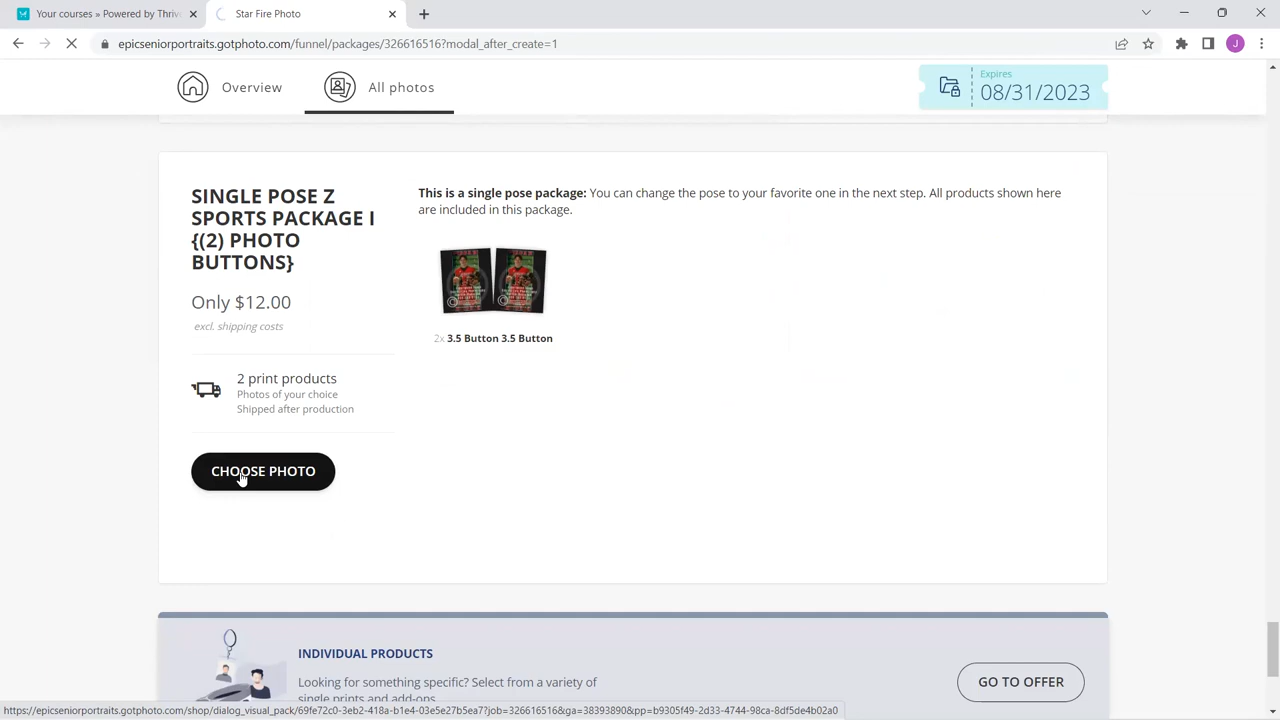 Your courses » Powered by Thriv
Star Fire Photo
epicseniorportraits.gotphoto.com/funnel/packages/326616516?modal_after_create=1
J
Overview
All photos
Expires
08/31/2023
SINGLE POSE Z
SPORTS PACKAGE I
{(2) PHOTO
BUTTONS}
Only $12.00
excl. shipping costs
2 print products
Photos of your choice
Shipped after production
CHOOSE PHOTO
This is a single pose package: You can change the pose to your favorite one in the next step. All products shown here
are included in this package.
2x 3.5 Button 3.5 Button
INDIVIDUAL PRODUCTS
Looking for something specific? Select from a variety of
single prints and add-ons
GO TO OFFER
https://epicseniorportraits.gotphoto.com/shop/dialog_visual_pack/69fe72c0-3eb2-418a-b1e4-03e5e27b5ea7?job=326616516&ga=38393890&pp=b9305f49-2d33-4744-98ca-8df5de4b02a0